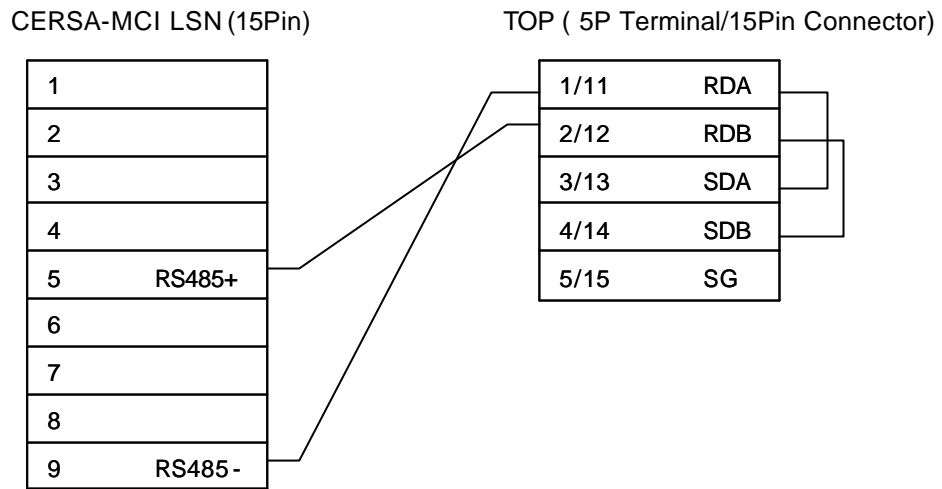 CERSA-MCI LSN (15Pin)
TOP ( 5P Terminal/15Pin Connector)
1
2
3
4
5 RS485+
6
7
8
9 RS485-
1/11 RDA
2/12 RDB
3/13 SDA
4/14 SDB
5/15 SG